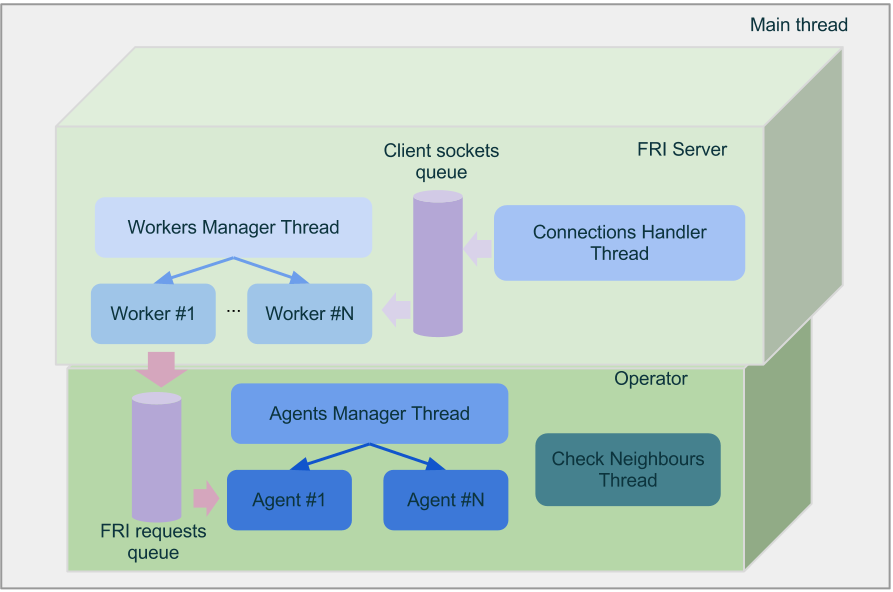 Main thread
Client sockets
queue
FRI Server
Workers Manager Thread
Connections Handler
Thread
Worker #1
...
Worker #N
Operator
Agents Manager Thread
Check Neighbours
Thread
Agent #1
Agent #N
FRI requests
queue